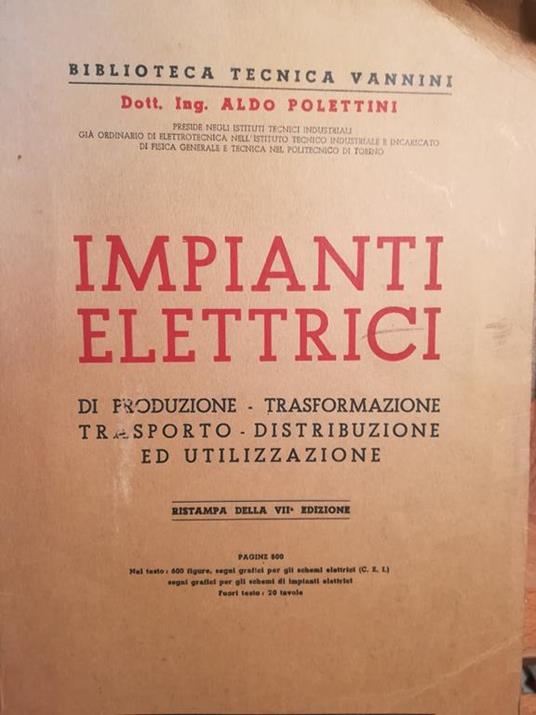 BIBLIOTECA TECNICA VANNINI
Dott. Ing. ALDO POLETTINI
PRESIDE NEGLI ISTITUTI TECNICI INDUSTRIALI
GIÀ ORDINARIO DI ELETTROTECNICA NELL'ISTITUTO TECNICO INDUSTRIALE E INCARICATO
DI FISICA GENERALE E TECNICA NEL POLITECNICO DI TORINO
IMPIANTI
ELETTRICI
DI PRODUZIONE - TRASFORMAZIONE
TRASPORTO - DISTRIBUZIONE
ED UTILIZZAZIONE
RISTAMPA DELLA VIIª EDIZIONE
PAGINE 800
Nel testo: 600 figure, segni grafici per gli schemi elettrici (C. E. I.)
segni grafici per gli schemi di impianti elettrici
Fuori testo: 20 tavole